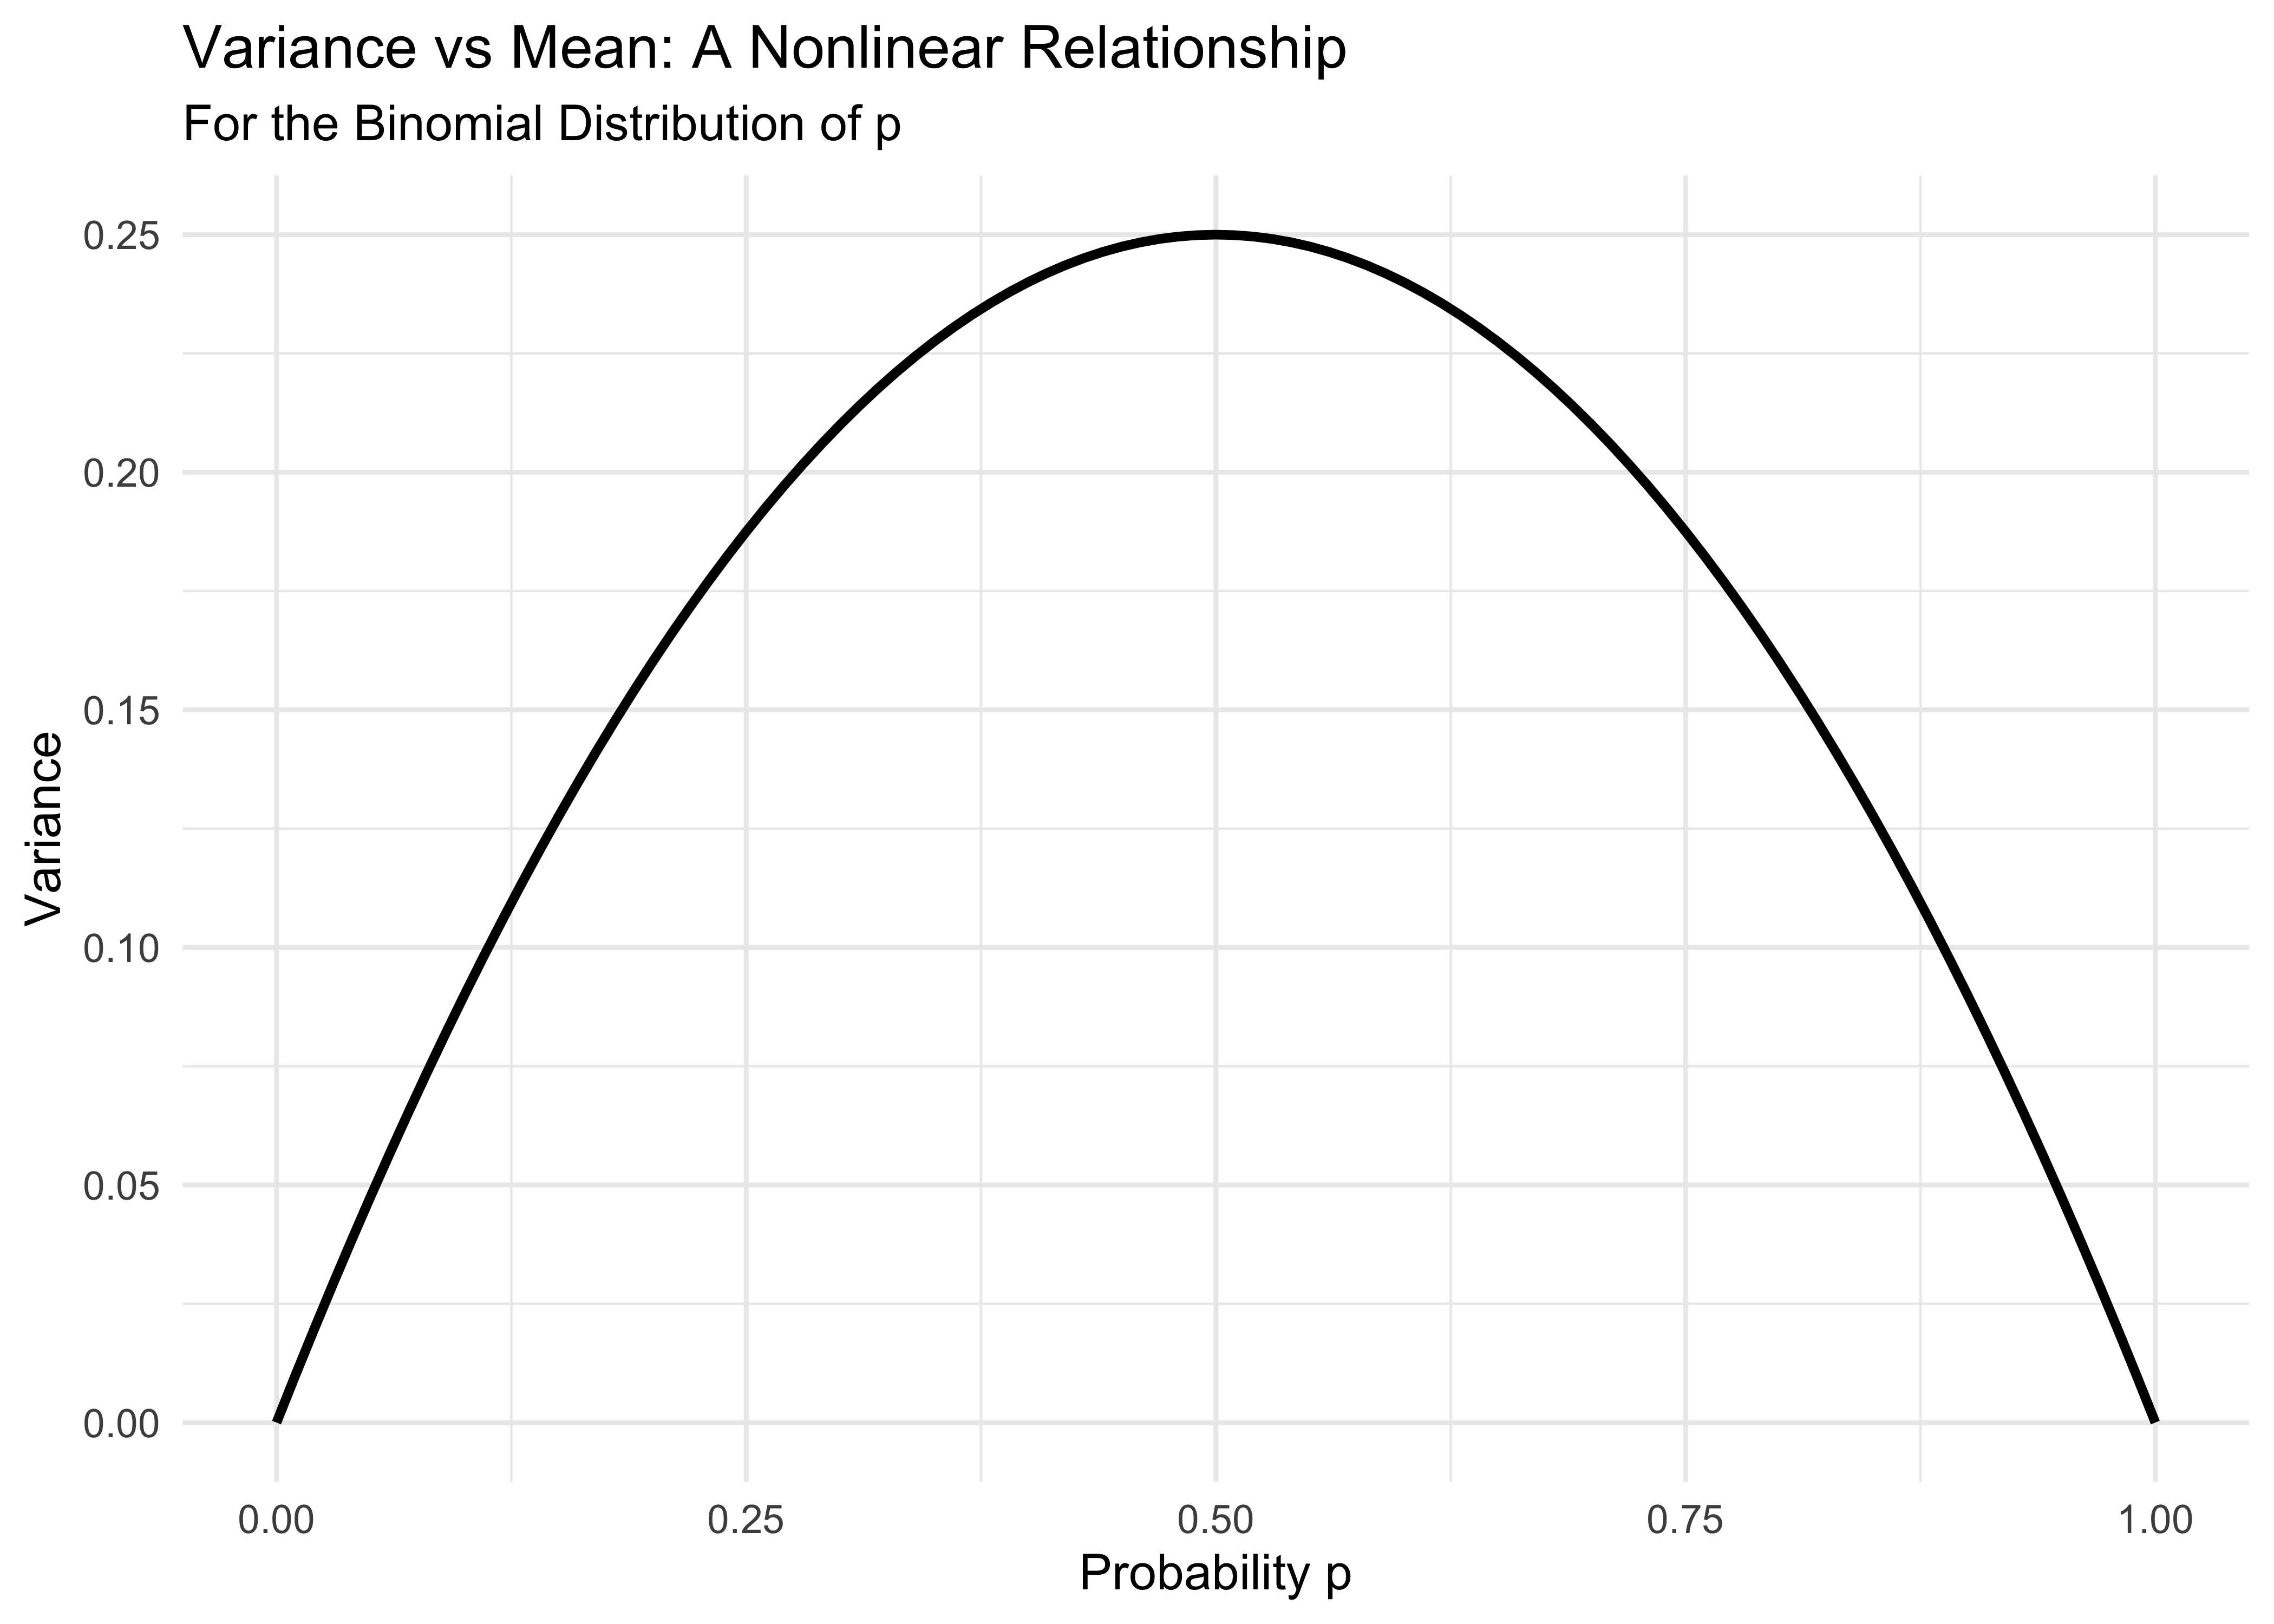 Variance vs Mean: A Nonlinear Relationship
For the Binomial Distribution of p
0.25
0.20
0.15
0.10
0.05
0.00
Variance
0.00 0.25 0.50 0.75 1.00
Probability p